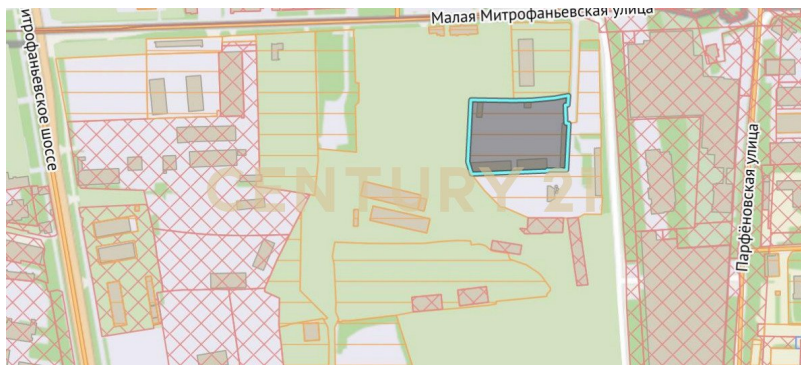 Малая Митрофаньевская улица
итрофаньевское шоссе
Парфёновская улица
CENTURY 21